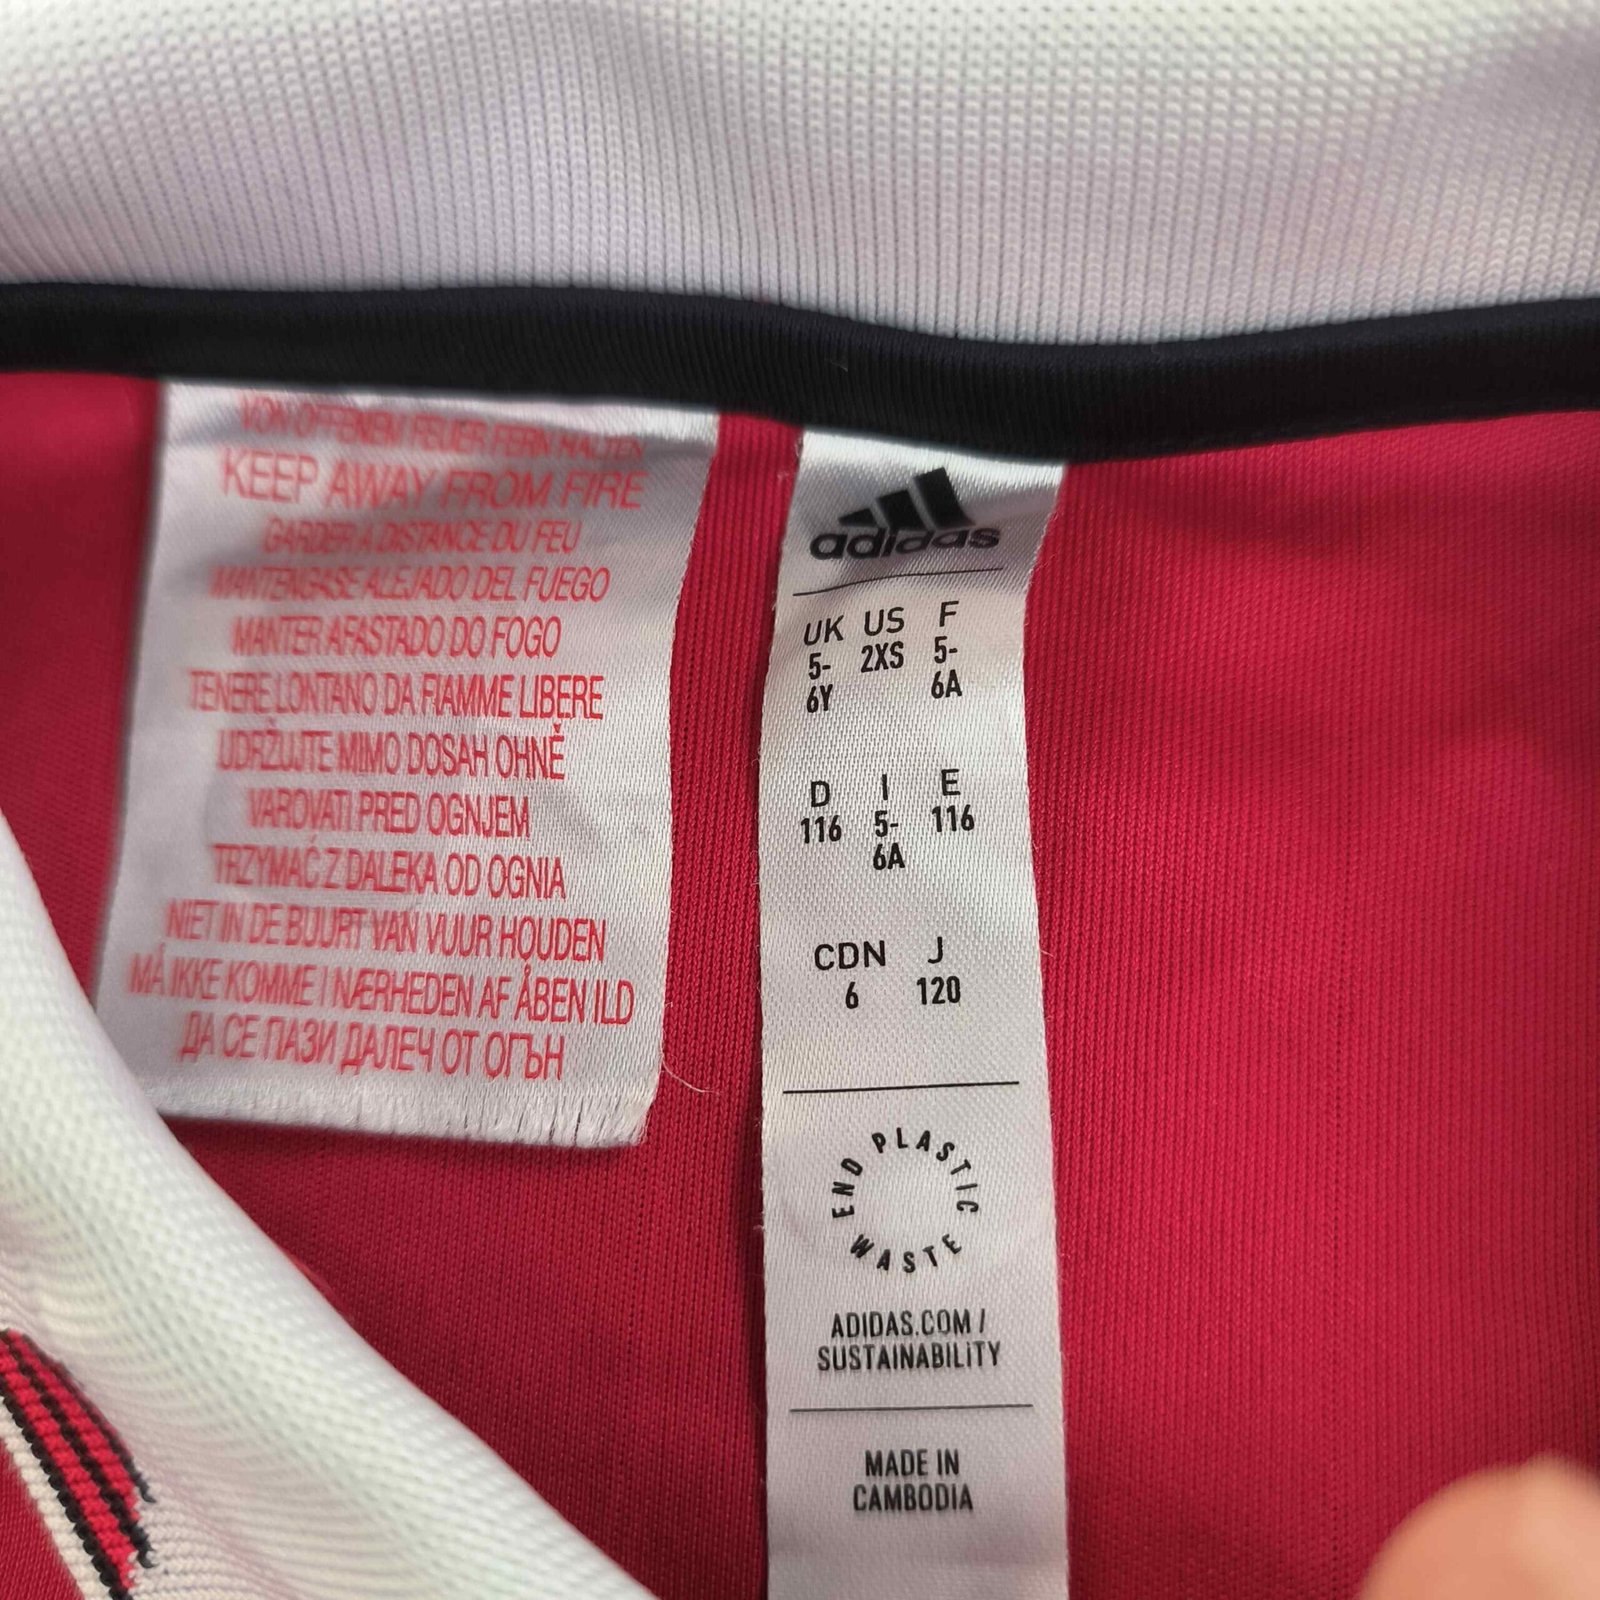 VON OFFENEM FEUER FERN HALTEN
KEEP AWAY FROM FIRE
GARDER À DISTANCE DU FEU
MANTENGASE ALEJADO DEL FUEGO
MANTER AFASTADO DO FOGO
TENERE LONTANO DA FIAMME LIBERE
UDRŽUJTE MIMO DOSAH OHNĚ
VAROVATI PRED OGNJEM
TRZYMAĆ Z DALEKA OD OGNIA
NIET IN DE BUURT VAN VUUR HOUDEN
MÅ IKKE KOMME I NÆRHEDEN AF ÅBEN ILD
ДА СЕ ПАЗИ ДАЛЕЧ ОТ ОГЪН
adidas
UK US F
5- 2XS 5-
6Y 6A
D I E
116 5- 116
6A
CDN J
6 120
END PLASTIC WASTE
ADIDAS.COM /
SUSTAINABILITY
MADE IN
CAMBODIA